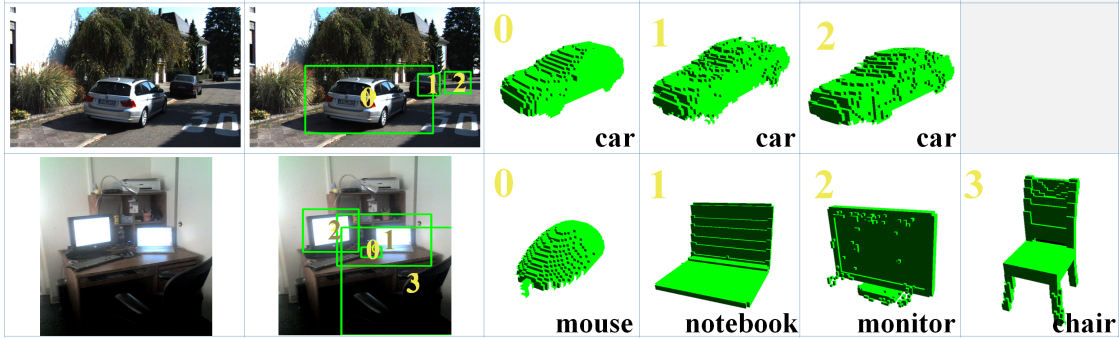 0 1 2 0 1 2
car car car
30
0 1 2 3 0 1 2 3
mouse notebook monitor chair